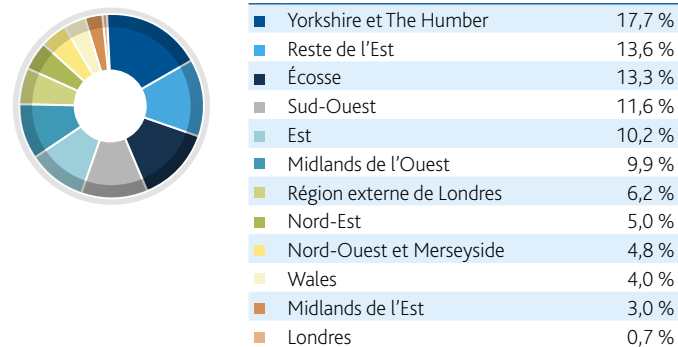 Yorkshire et The Humber 17,7 %
Reste de l’Est 13,6 %
Écosse 13,3 %
Sud-Ouest 11,6 %
Est 10,2 %
Midlands de l’Ouest 9,9 %
Région externe de Londres 6,2 %
Nord-Est 5,0 %
Nord-Ouest et Merseyside 4,8 %
Wales 4,0 %
Midlands de l’Est 3,0 %
Londres 0,7 %